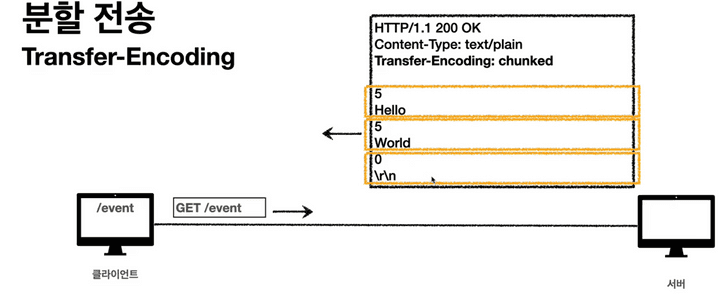 분할 전송
Transfer-Encoding
HTTP/1.1 200 OK
Content-Type: text/plain
Transfer-Encoding: chunked
5
Hello
5
World
0
\r\n
/event
GET /event
클라이언트
서버